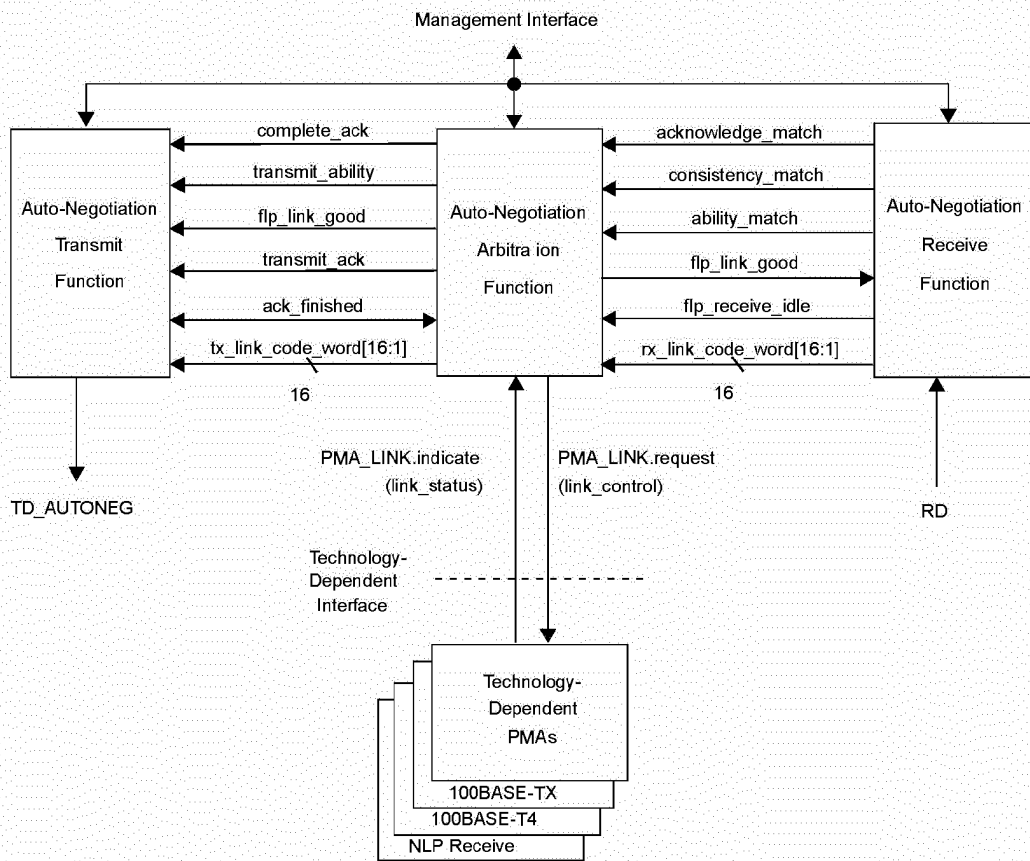 Management Interface
complete_ack
transmit_ability
flp_link_good
transmit_ack
ack_finished
tx_link_code_word[16:1]
16
Auto-Negotiation
Transmit
Function
Auto-Negotiation
Arbitra ion
Function
acknowledge_match
consistency_match
ability_match
flp_link_good
flp_receive_idle
rx_link_code_word[16:1]
16
Auto-Negotiation
Receive
Function
TD_AUTONEG
PMA_LINK.indicate
(link_status)
PMA_LINK.request
(link_control)
RD
Technology-
Dependent
Interface
Technology-
Dependent
PMAs
100BASE-TX
100BASE-T4
NLP Receive